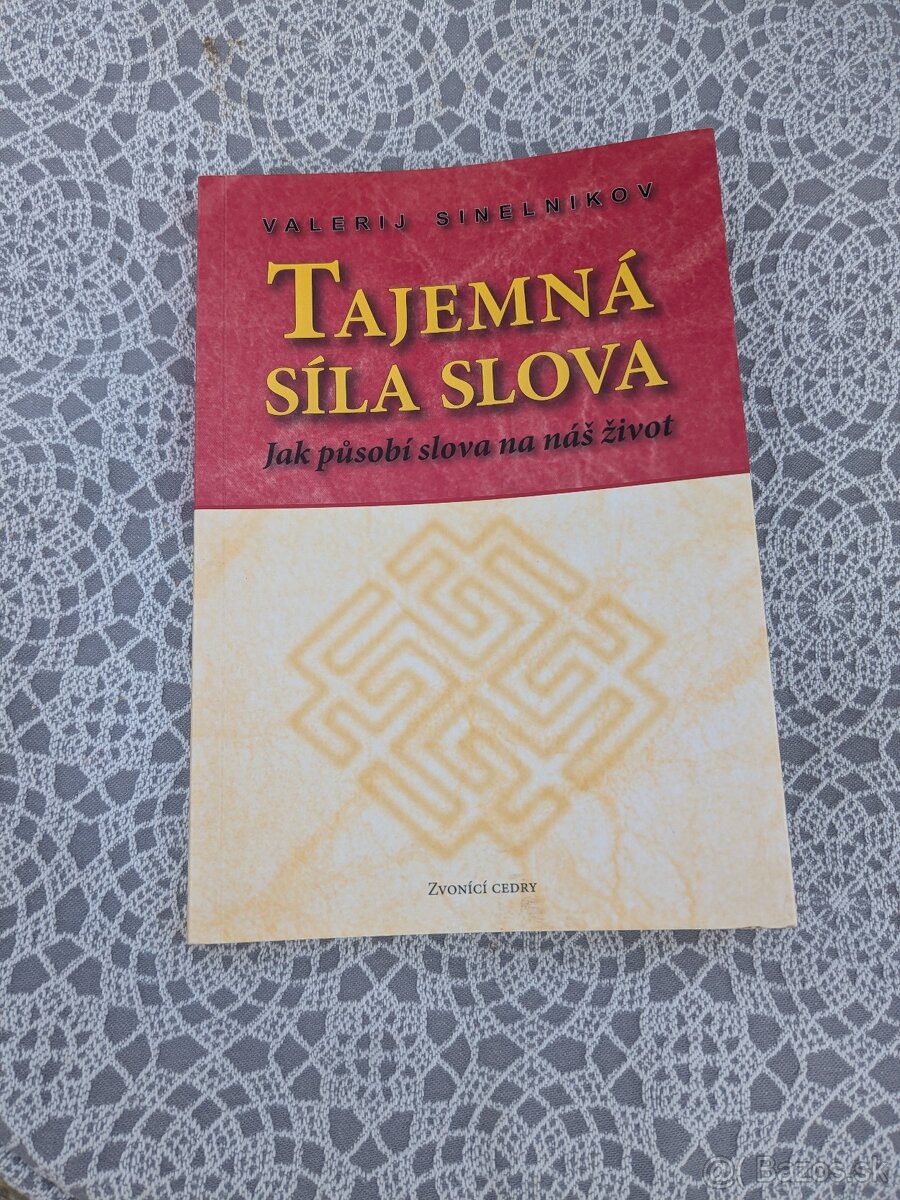 VALERIJ SINELNIKOV
TAJEMNÁ
SÍLA SLOVA
Jak působí slova na náš život
ZVONÍCÍ CEDRY
@ Bazos.sk